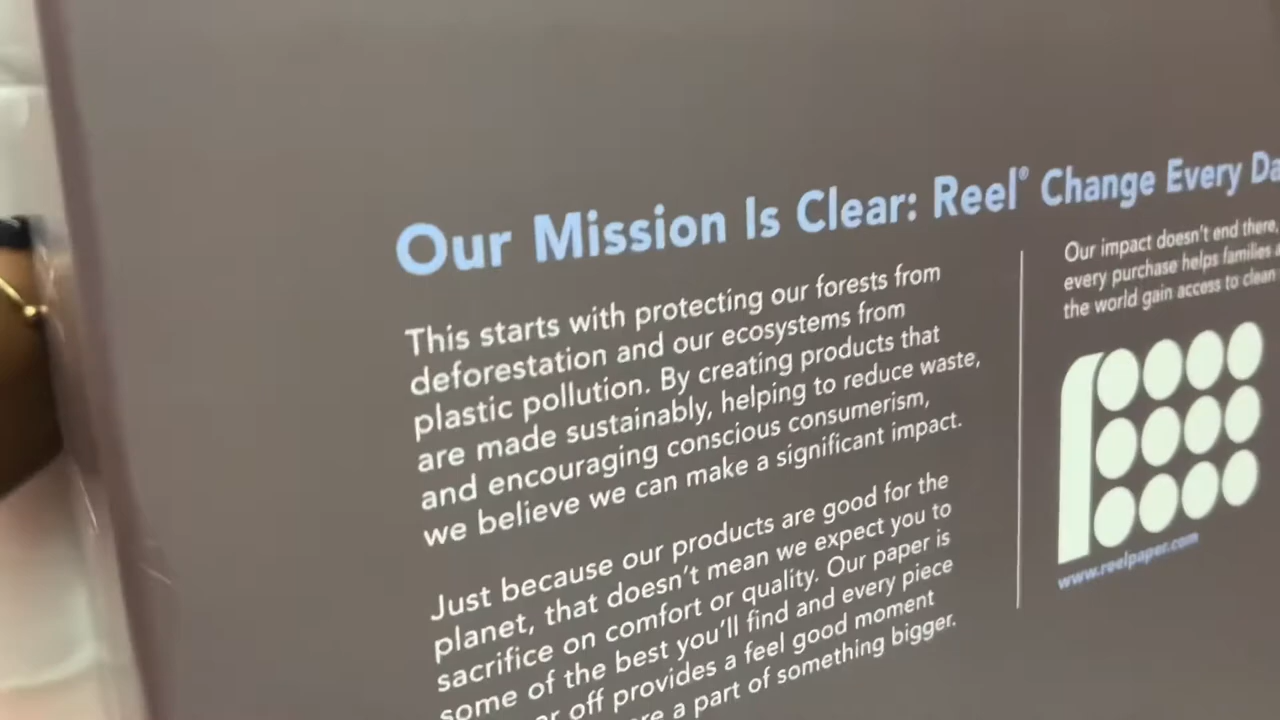 Our Mission Is Clear: Reel® Change Every
This starts with protecting our forests from
deforestation and our ecosystems from
plastic pollution. By creating products that
are made sustainably, helping to reduce waste,
and encouraging conscious consumerism,
we believe we can make a significant impact.
Just because our products are good for the
planet, that doesn't mean we expect you to
sacrifice on comfort or quality. Our paper is
some of the best you'll find and every piece
off provides a feel good moment
a part of something bigger.
Our impact doesn't end there,
every purchase helps families
the world gain access to clean
www.reelpaper.com